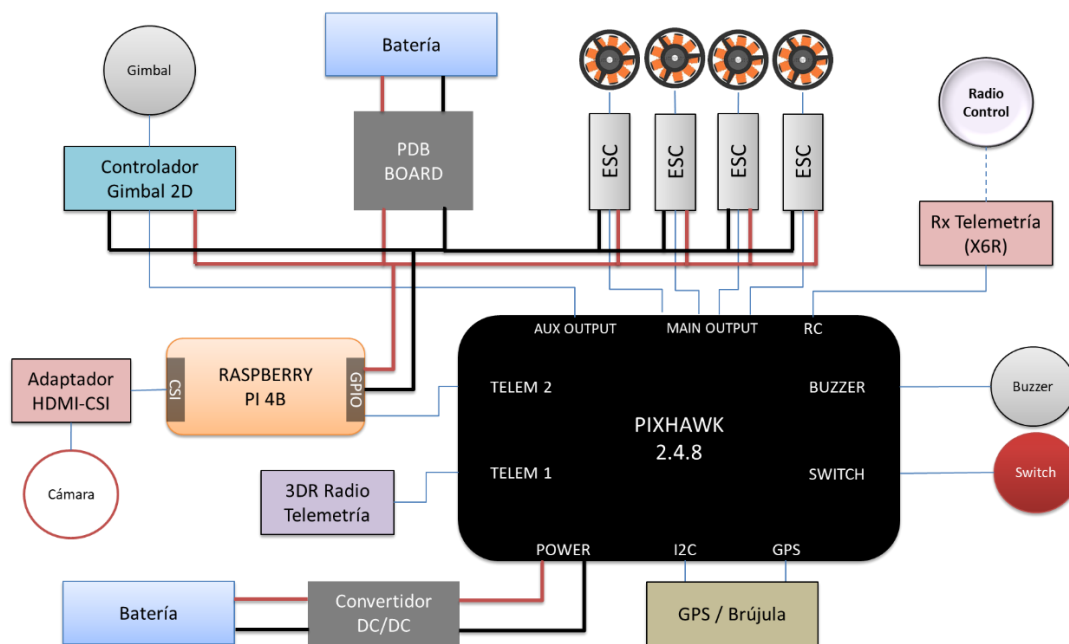 Gimbal
Batería
Radio
Control
Controlador
Gimbal 2D
PDB
BOARD
ESC
ESC
ESC
ESC
Rx Telemetría
(X6R)
AUX OUTPUT
MAIN OUTPUT
RC
Adaptador
HDMI-CSI
CSI
RASPBERRY
PI 4B
GPIO
TELEM 2
BUZZER
Buzzer
PIXHAWK
2.4.8
Cámara
3DR Radio
Telemetría
TELEM 1
SWITCH
Switch
POWER
I2C
GPS
Batería
Convertidor
DC/DC
GPS / Brújula